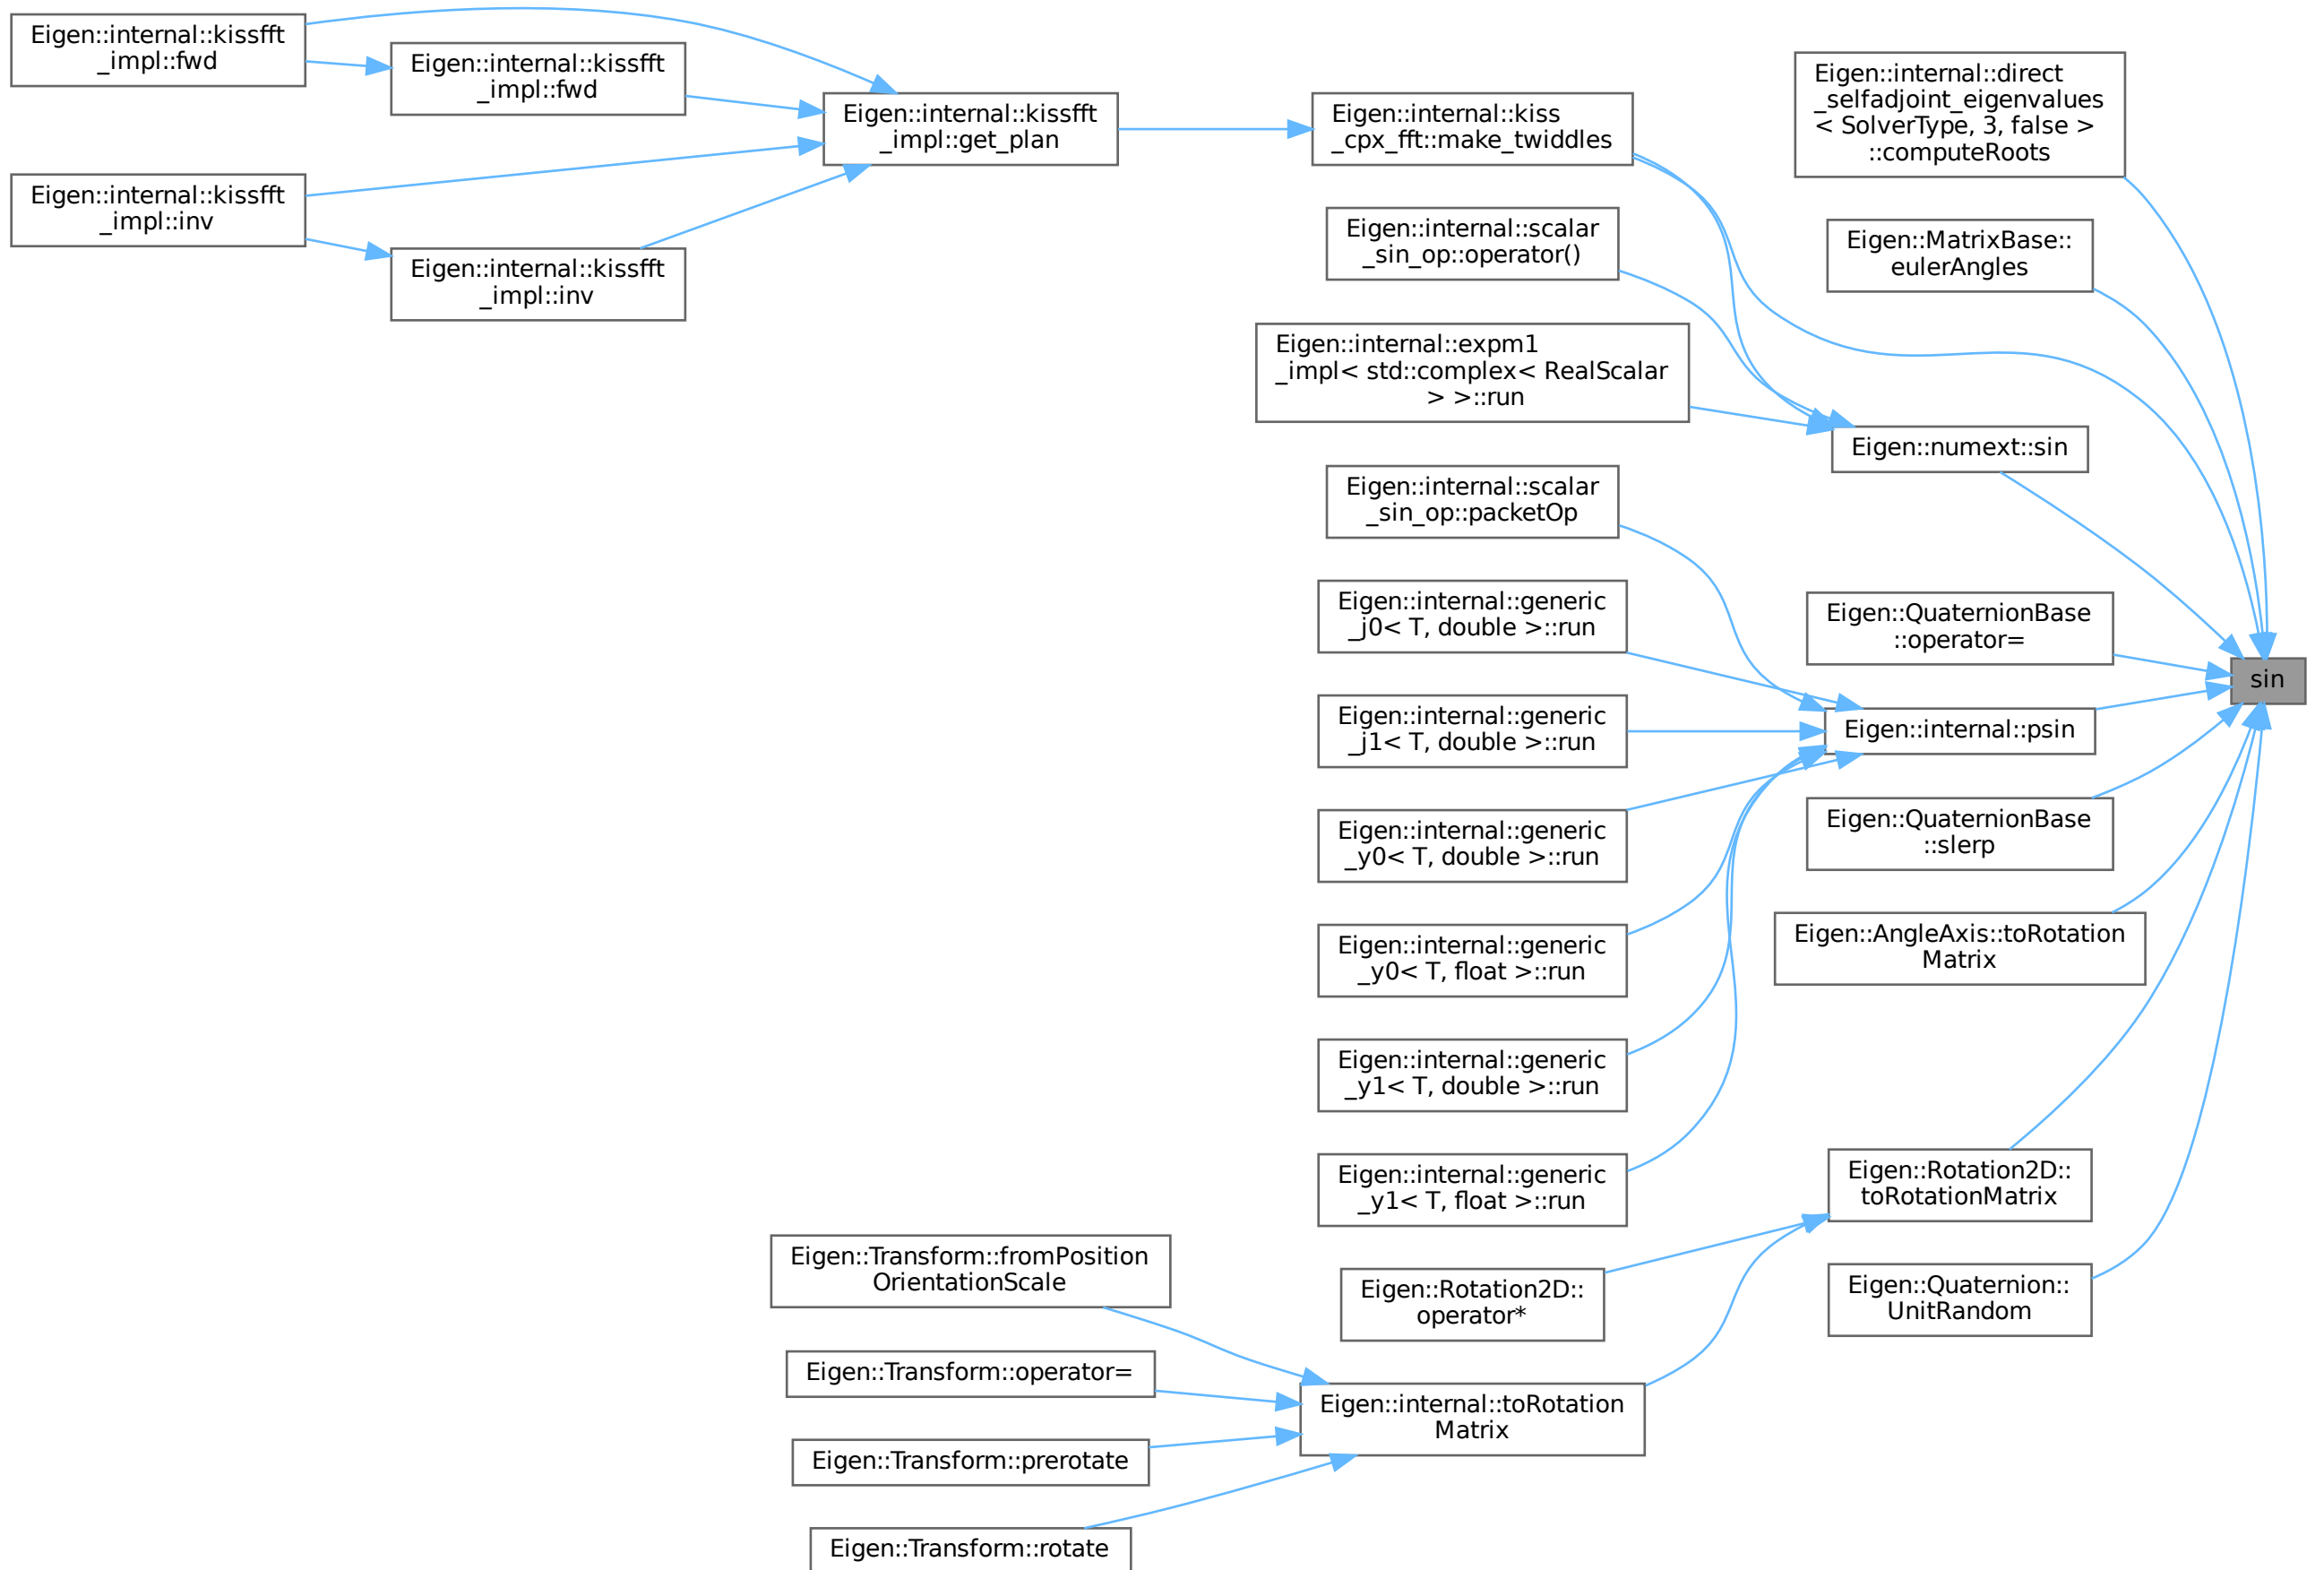 Eigen::internal::kissfft
_impl::fwd
Eigen::internal::kissfft
_impl::fwd
Eigen::internal::kissfft
_impl::inv
Eigen::internal::kissfft
_impl::inv
Eigen::internal::kissfft
_impl::get_plan
Eigen::internal::kiss
_cpx_fft::make_twiddles
Eigen::internal::scalar
_sin_op::operator()
Eigen::internal::expm1
_impl< std::complex< RealScalar
> >::run
Eigen::internal::scalar
_sin_op::packetOp
Eigen::internal::generic
_j0< T, double >::run
Eigen::internal::generic
_j1< T, double >::run
Eigen::internal::generic
_y0< T, double >::run
Eigen::internal::generic
_y0< T, float >::run
Eigen::internal::generic
_y1< T, double >::run
Eigen::internal::generic
_y1< T, float >::run
Eigen::Rotation2D::
operator*
Eigen::internal::toRotation
Matrix
Eigen::Transform::fromPosition
OrientationScale
Eigen::Transform::operator=
Eigen::Transform::prerotate
Eigen::Transform::rotate
Eigen::internal::direct
_selfadjoint_eigenvalues
< SolverType, 3, false >
::computeRoots
Eigen::MatrixBase::
eulerAngles
Eigen::numext::sin
Eigen::QuaternionBase
::operator=
Eigen::internal::psin
Eigen::QuaternionBase
::slerp
Eigen::AngleAxis::toRotation
Matrix
Eigen::Rotation2D::
toRotationMatrix
Eigen::Quaternion::
UnitRandom
sin